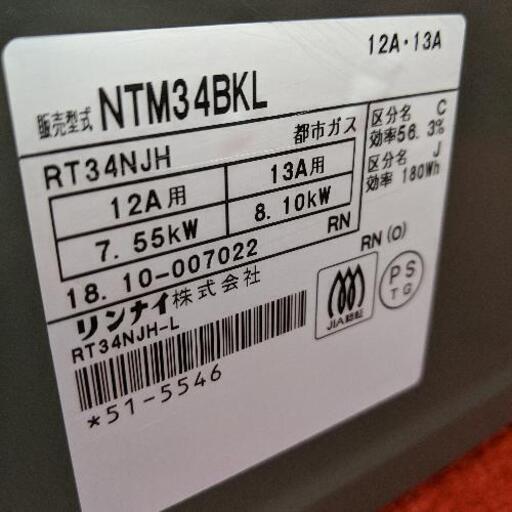 12A・13A
販売型式 NTM34BKL
RT34NJH 都市ガス
12A用 13A用
7.55kW 8.10kW
区分名 C
効率56.3%
区分名 J
効率 180Wh
RN
18.10-007022
RN(O)
リンナイ株式会社
RT34NJH-L
JIA認証
PS
TG
*51-5546